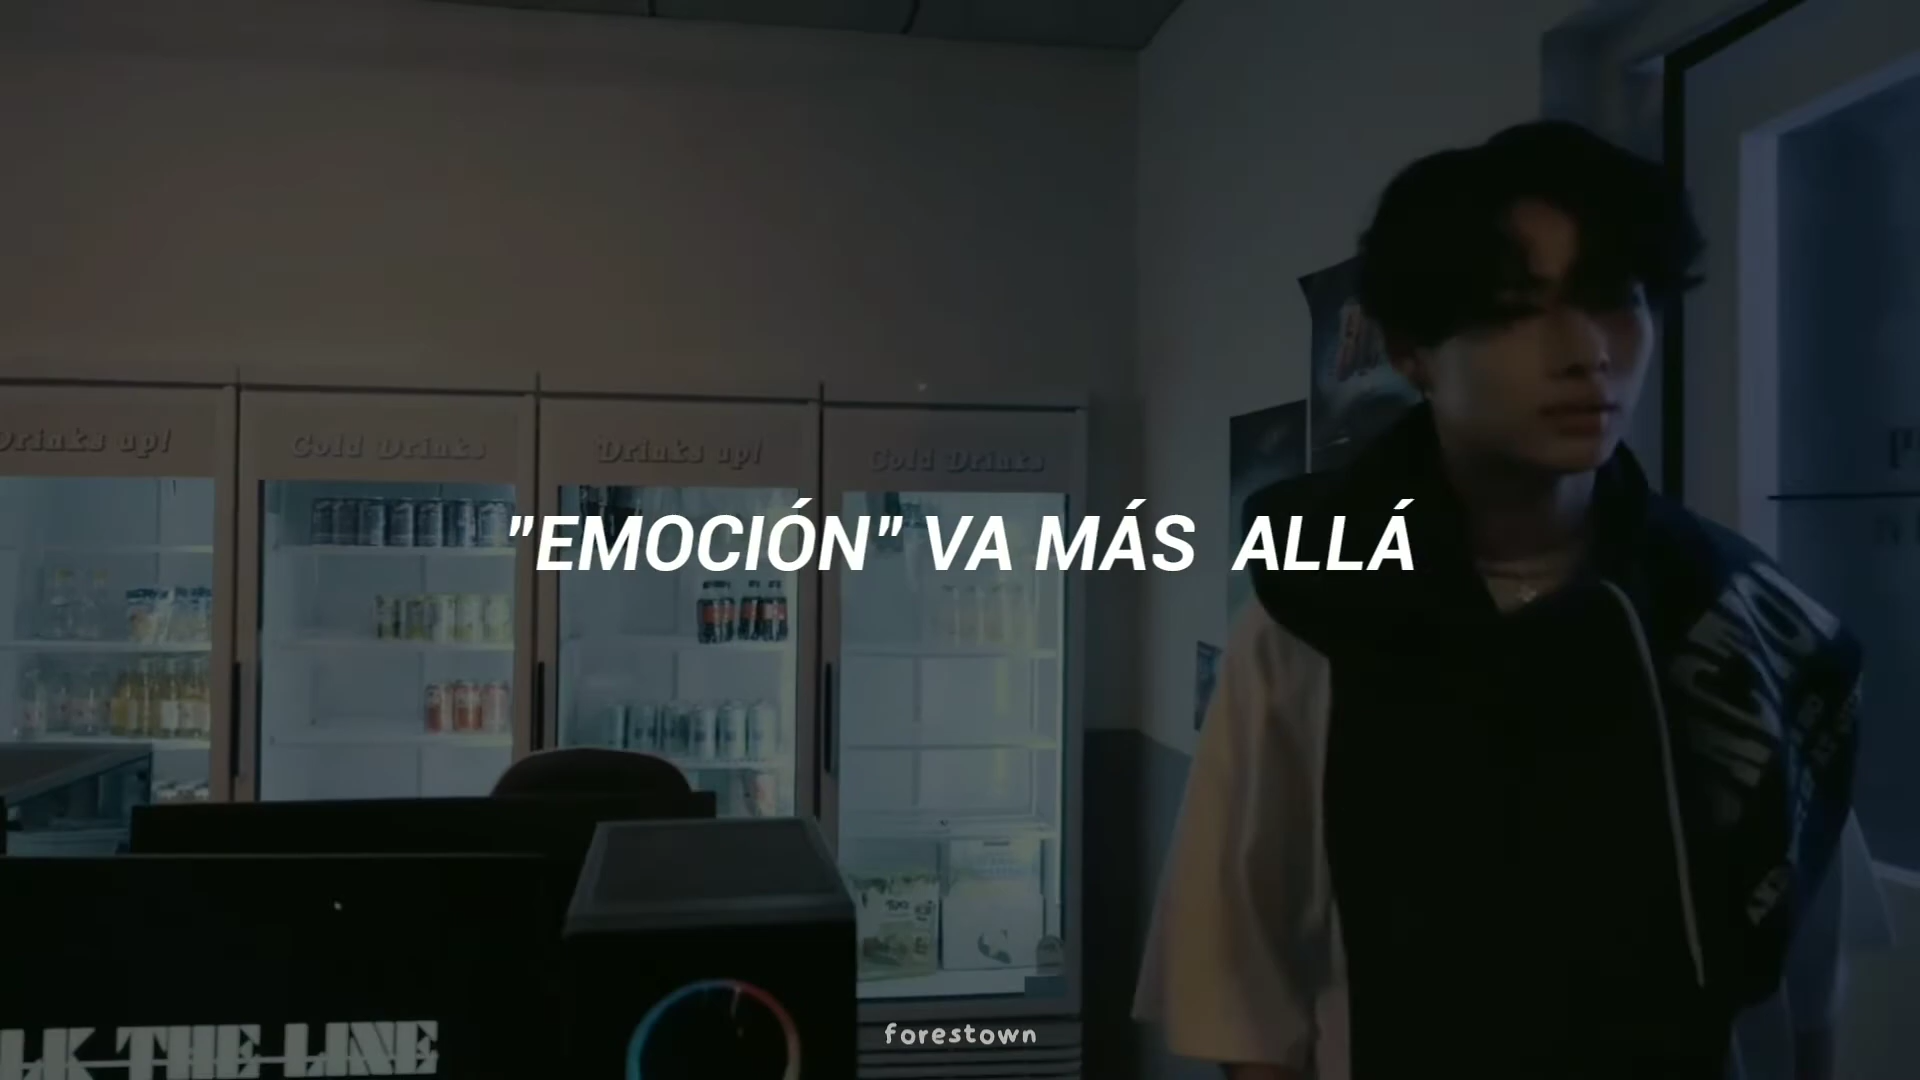 Drinks up!
Cold Drinks
Drinks up!
Cold Drinks
"EMOCIÓN" VA MÁS ALLÁ
THE LINE
forestown